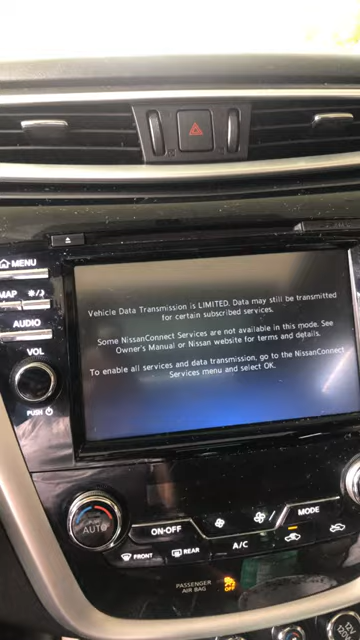 MENU
MAP
AUDIO
VOL
PUSH
Vehicle Data Transmission is LIMITED. Data may still be transmitted
for certain subscribed services.
Some NissanConnect Services are not available in this mode. See
Owner's Manual or Nissan website for terms and details.
To enable all services and data transmission, go to the NissanConnect
Services menu and select OK.
AUTO
ON·OFF
MODE
FRONT
REAR
A/C
PASSENGER
AIR BAG
OFF